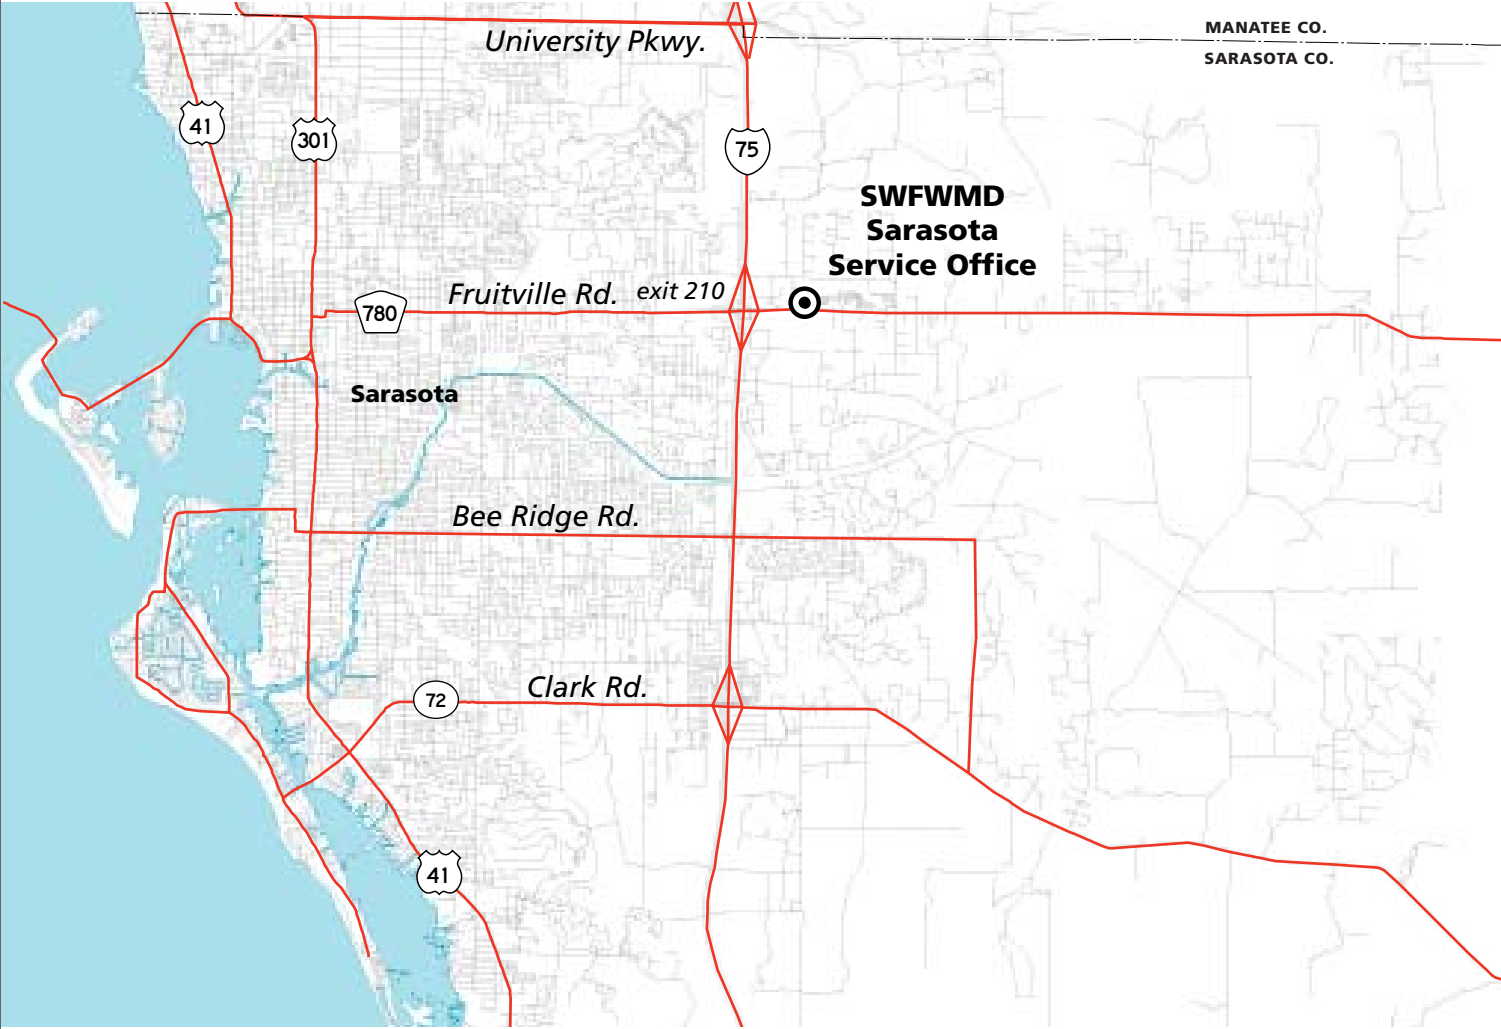 MANATEE CO.
University Pkwy.
SARASOTA CO.
41
301
75
SWFWMD
Sarasota
Service Office
Fruitville Rd.
exit 210
780
Sarasota
Bee Ridge Rd.
Clark Rd.
72
41